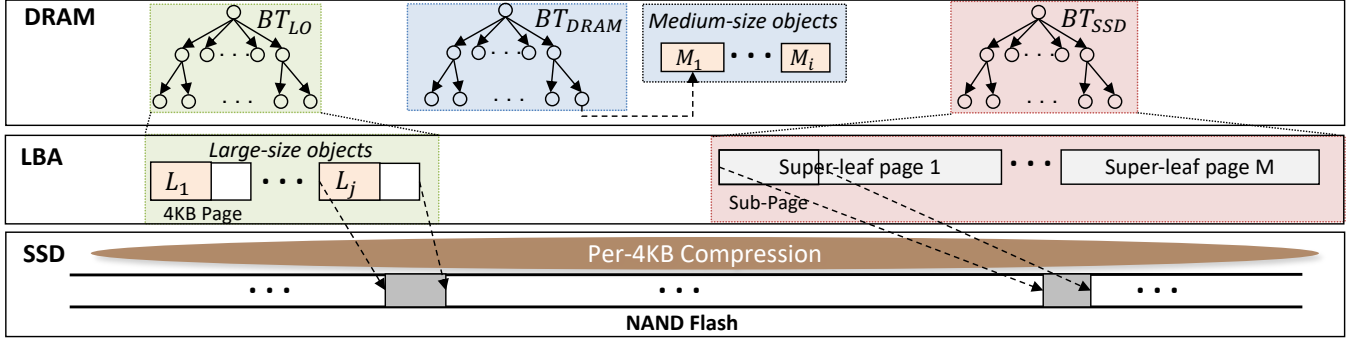 DRAM
BT_LO
BT_DRAM
Medium-size objects
M_1 · · · M_i
BT_SSD
· · ·
· · ·
· · ·
· · ·
· · ·
· · ·
LBA
Large-size objects
L_1 · · · L_j
4KB Page
Super-leaf page 1 · · · Super-leaf page M
Sub-Page
SSD
Per-4KB Compression
· · · · · · · · ·
NAND Flash